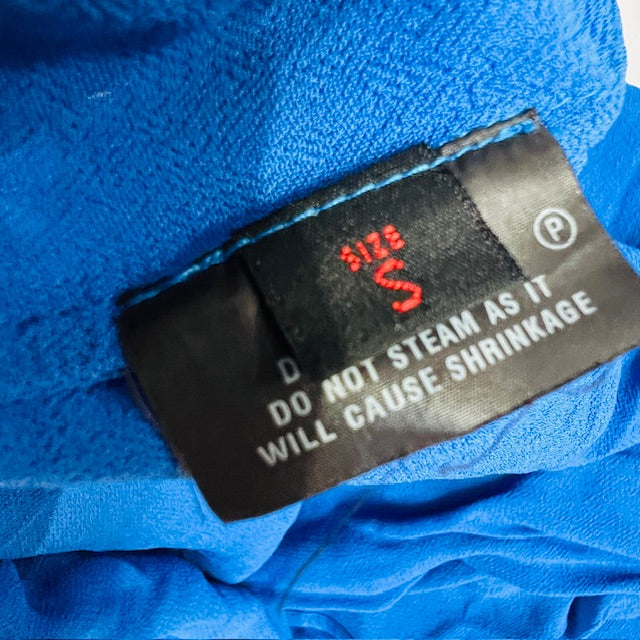 SIZE
S
P
D
DO NOT STEAM AS IT
WILL CAUSE SHRINKAGE